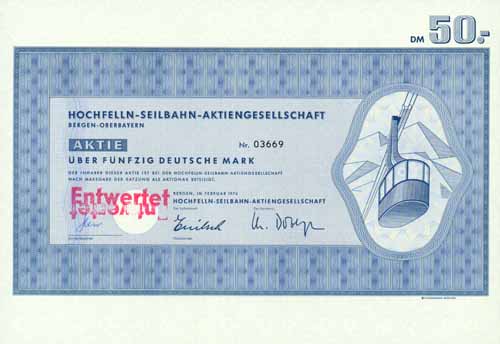 DM 50.-
HOCHFELLN-SEILBAHN-AKTIENGESELLSCHAFT
BERGEN-OBERBAYERN
AKTIE Nr. 03669
ÜBER FÜNFZIG DEUTSCHE MARK
DER INHABER DIESER AKTIE IST BEI DER HOCHFELLN-SEILBAHN-AKTIENGESELLSCHAFT
NACH MASSGABE DER SATZUNG ALS AKTIONÄR BETEILIGT.
BERGEN, IM FEBRUAR 1974
Entwertet HOCHFELLN-SEILBAHN-AKTIENGESELLSCHAFT
Entwertet